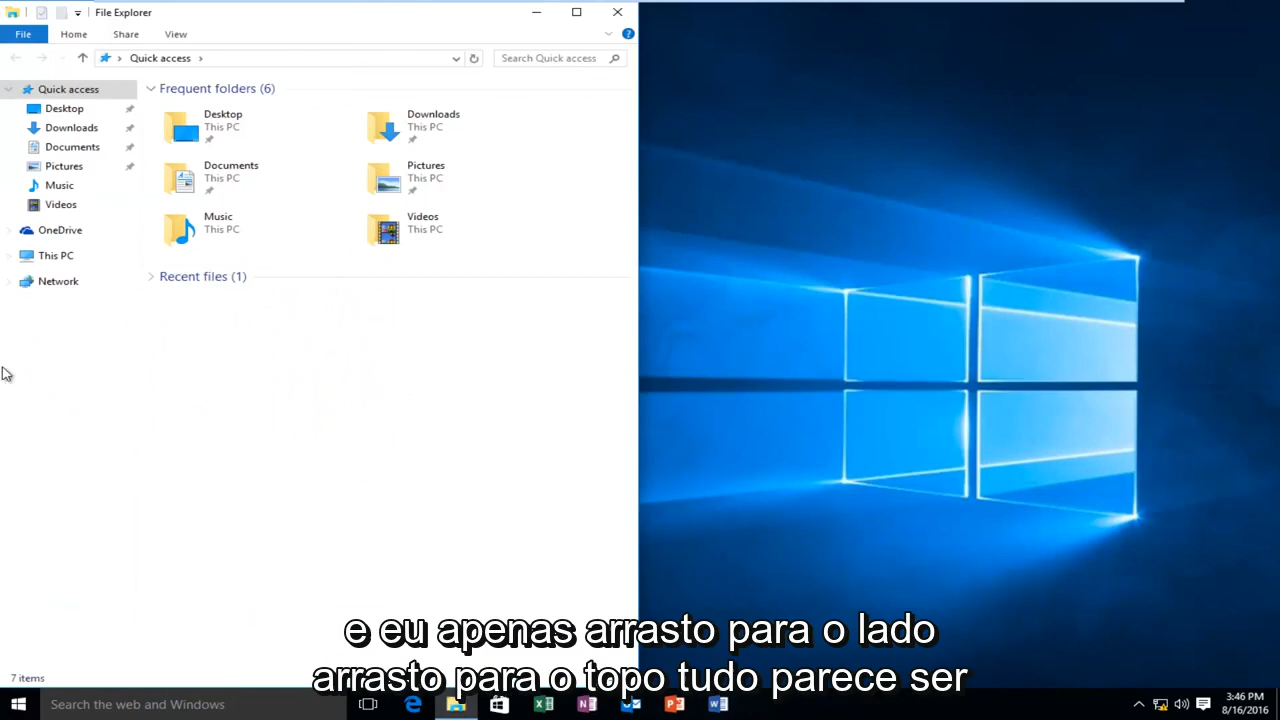 File Explorer
File Home Share View
Quick access
Search Quick access
Quick access
Desktop
Downloads
Documents
Pictures
Music
Videos
OneDrive
This PC
Network
Frequent folders (6)
Desktop
This PC
Downloads
This PC
Documents
This PC
Pictures
This PC
Music
This PC
Videos
This PC
Recent files (1)
7 items
e eu apenas arrasto para o lado
arrasto para o topo tudo parece ser
Search the web and Windows
3:46 PM
8/16/2016